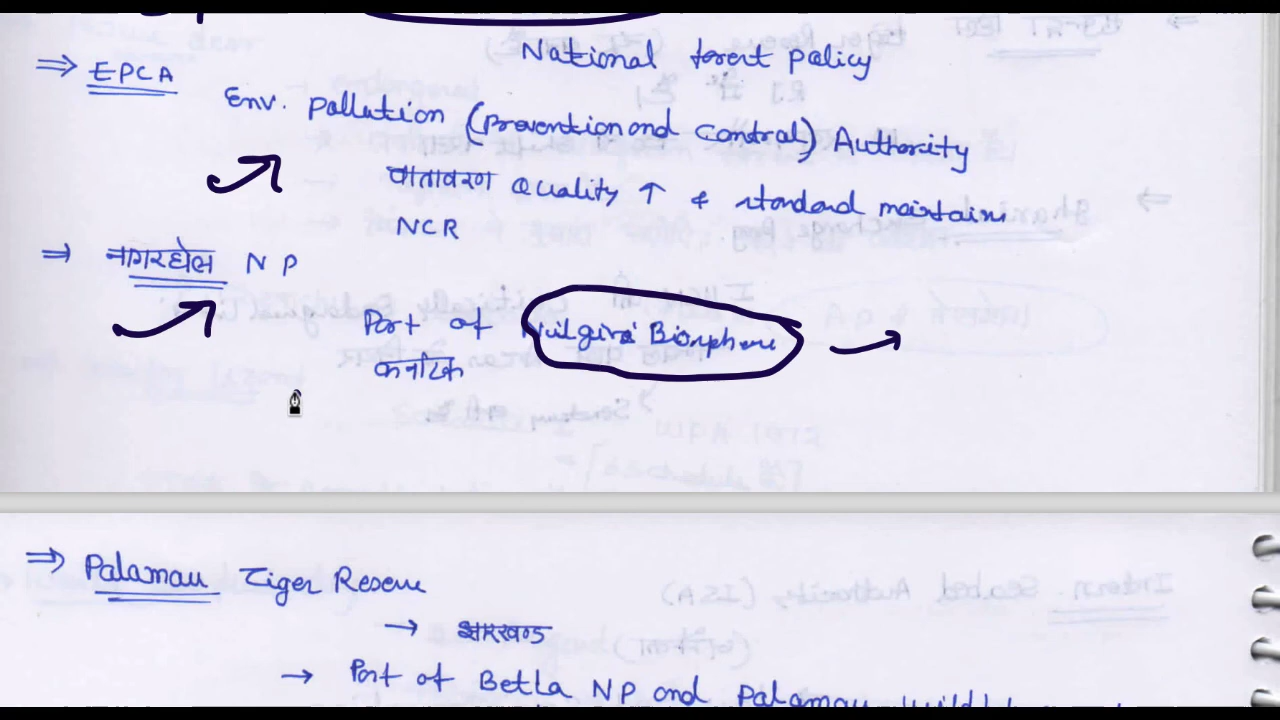 National forest policy
⇒ EPCA
Env. Pollution (Prevention and control) Authority
वातावरण Quality ↑ & standard maintain
NCR
⇒ नागरहोल NP
Part of Nilgiri Biosphere →
कर्नाटक
⇒ Palamau Tiger Reserve
→ झारखण्ड
→ Part of Betla NP and Palamau